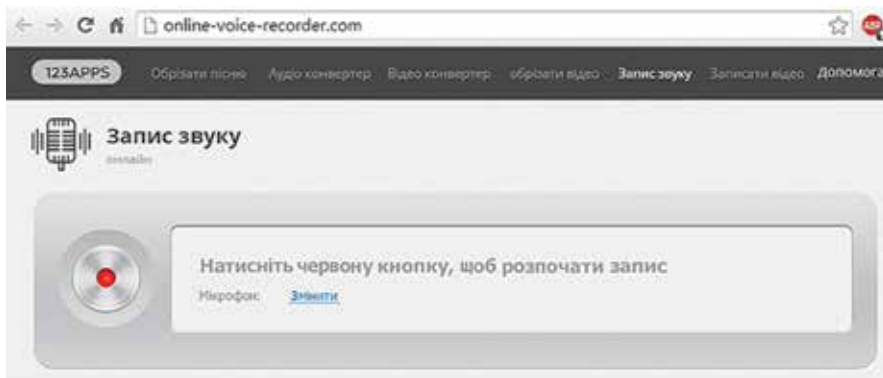 online-voice-recorder.com
123APPS Обрізати пісню Аудіо конвертер Відео конвертер обрізати відео Запис звуку Записати відео Допомога
Запис звуку
онлайн
Натисніть червону кнопку, щоб розпочати запис
Мікрофон: Змінити